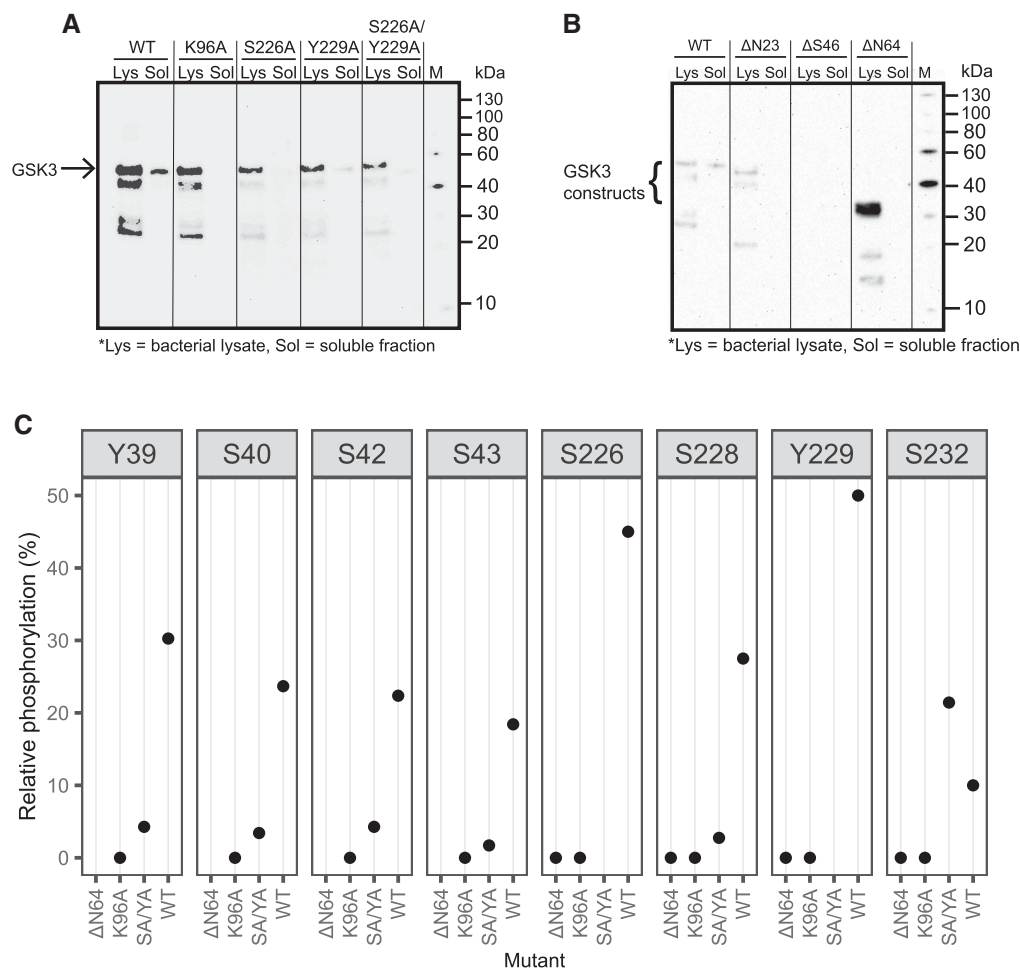 A
WT K96A S226A Y229A S226A/Y229A
Lys Sol Lys Sol Lys Sol Lys Sol Lys Sol M kDa
GSK3
130
100
80
60
40
30
20
10
*Lys = bacterial lysate, Sol = soluble fraction
B
WT ΔN23 ΔS46 ΔN64
Lys Sol Lys Sol Lys Sol Lys Sol M kDa
GSK3
constructs
130
100
80
60
40
30
20
10
*Lys = bacterial lysate, Sol = soluble fraction
C
Y39 S40 S42 S43 S226 S228 Y229 S232
Relative phosphorylation (%)
50
40
30
20
10
0
ΔN64 K96A SA/YA WT ΔN64 K96A SA/YA WT ΔN64 K96A SA/YA WT ΔN64 K96A SA/YA WT ΔN64 K96A SA/YA WT ΔN64 K96A SA/YA WT ΔN64 K96A SA/YA WT ΔN64 K96A SA/YA WT
Mutant